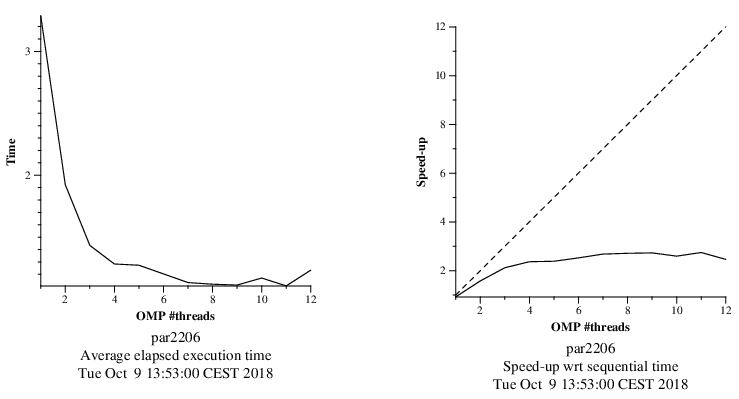 3
2
Time
2 4 6 8 10 12
OMP #threads
par2206
Average elapsed execution time
Tue Oct 9 13:53:00 CEST 2018
12
10
8
6
4
2
Speed-up
2 4 6 8 10 12
OMP #threads
par2206
Speed-up wrt sequential time
Tue Oct 9 13:53:00 CEST 2018